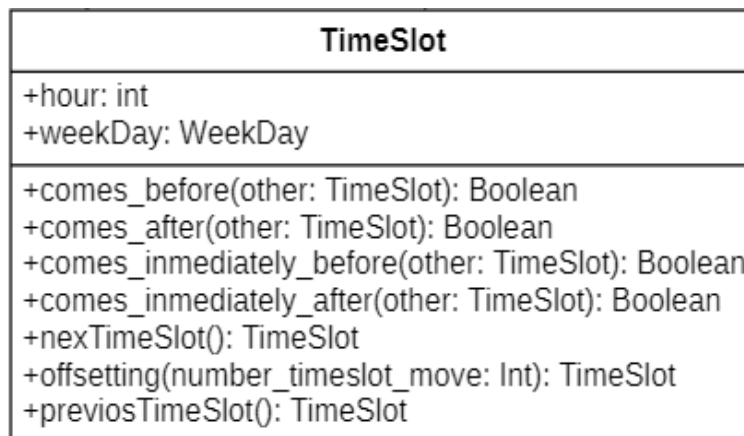 TimeSlot
+hour: int
+weekDay: WeekDay
+comes_before(other: TimeSlot): Boolean
+comes_after(other: TimeSlot): Boolean
+comes_inmediately_before(other: TimeSlot): Boolean
+comes_inmediately_after(other: TimeSlot): Boolean
+nexTimeSlot(): TimeSlot
+offsetting(number_timeslot_move: Int): TimeSlot
+previosTimeSlot(): TimeSlot